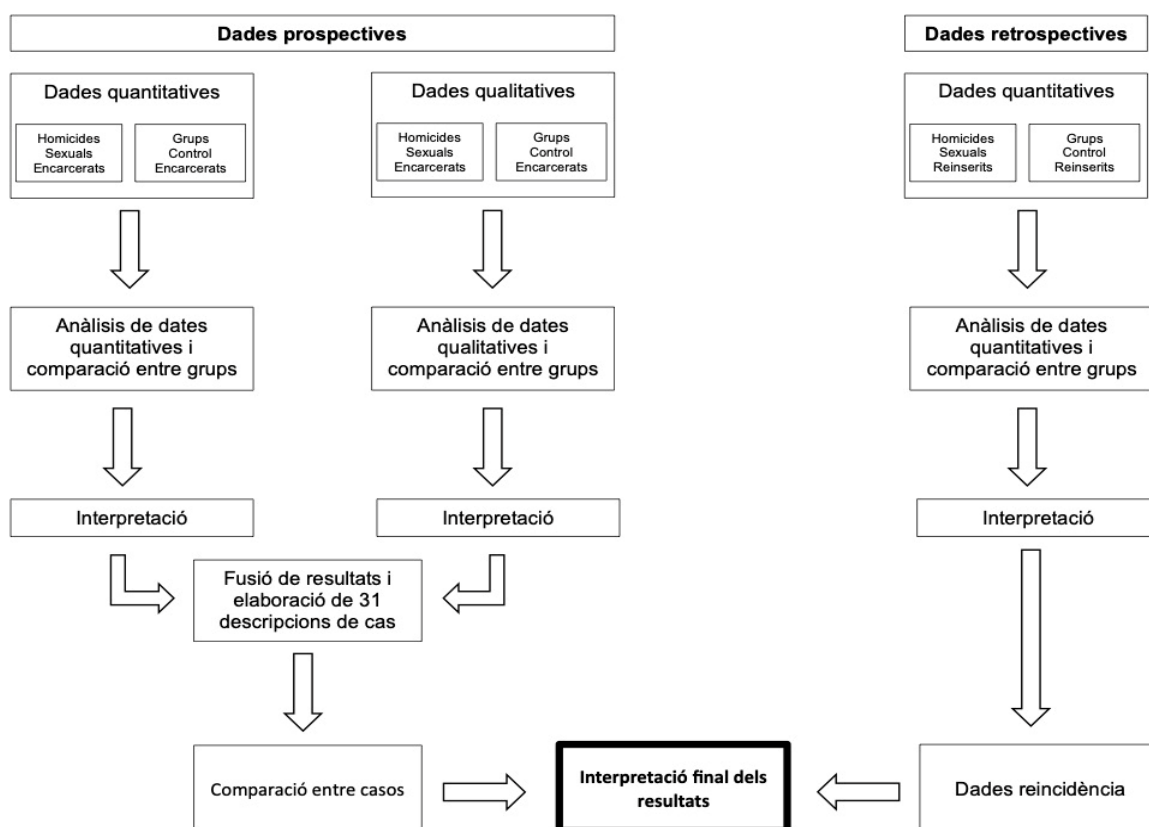 Dades prospectives
Dades retrospectives
Dades quantitatives
Homicides
Sexuals
Encarcerats
Grups
Control
Encarcerats
Dades qualitatives
Homicides
Sexuals
Encarcerats
Grups
Control
Encarcerats
Dades quantitatives
Homicides
Sexuals
Reinserits
Grups
Control
Reinserits
Anàlisis de dates
quantitatives i
comparació entre grups
Anàlisis de dates
qualitatives i
comparació entre grups
Anàlisis de dates
quantitatives i
comparació entre grups
Interpretació
Interpretació
Interpretació
Fusió de resultats i
elaboració de 31
descripcions de cas
Comparació entre casos
Interpretació final dels
resultats
Dades reincidència